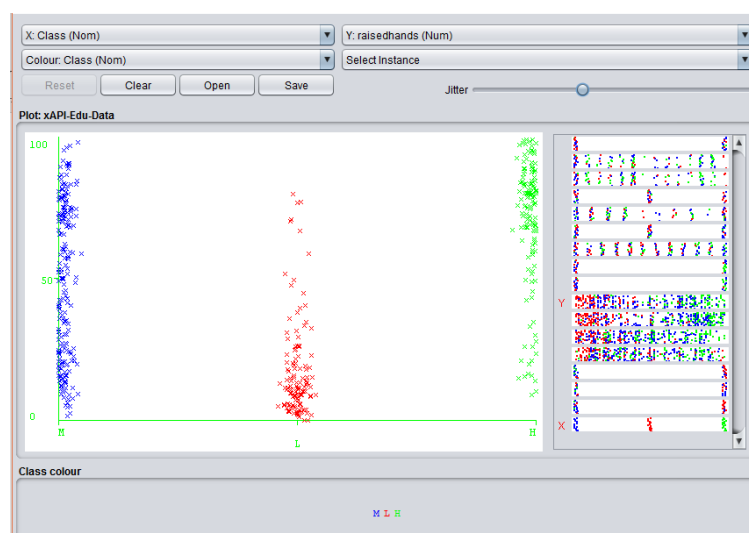 X: Class (Nom) Y: raisedhands (Num)
Colour: Class (Nom) Select Instance
Reset Clear Open Save Jitter
Plot: xAPI-Edu-Data
100
50
0
M L H
Y
X
Class colour
M L H